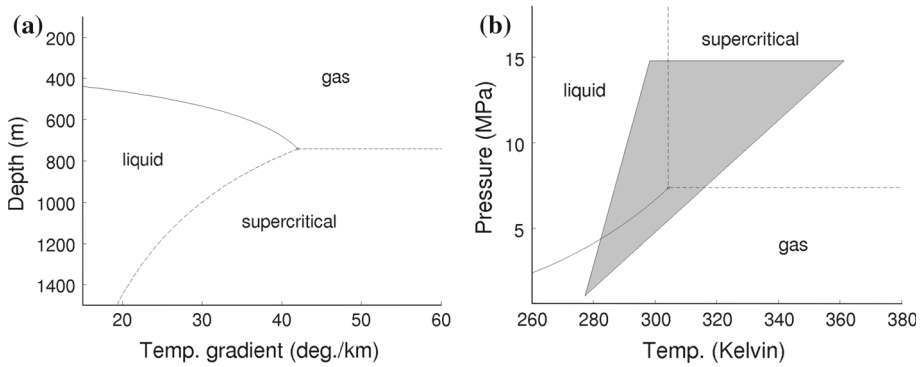 (a)
200
400
600
800
1000
1200
1400
Depth (m)
gas
liquid
supercritical
20
30
40
50
60
Temp. gradient (deg./km)
(b)
15
10
5
Pressure (MPa)
supercritical
liquid
gas
260
280
300
320
340
360
380
Temp. (Kelvin)